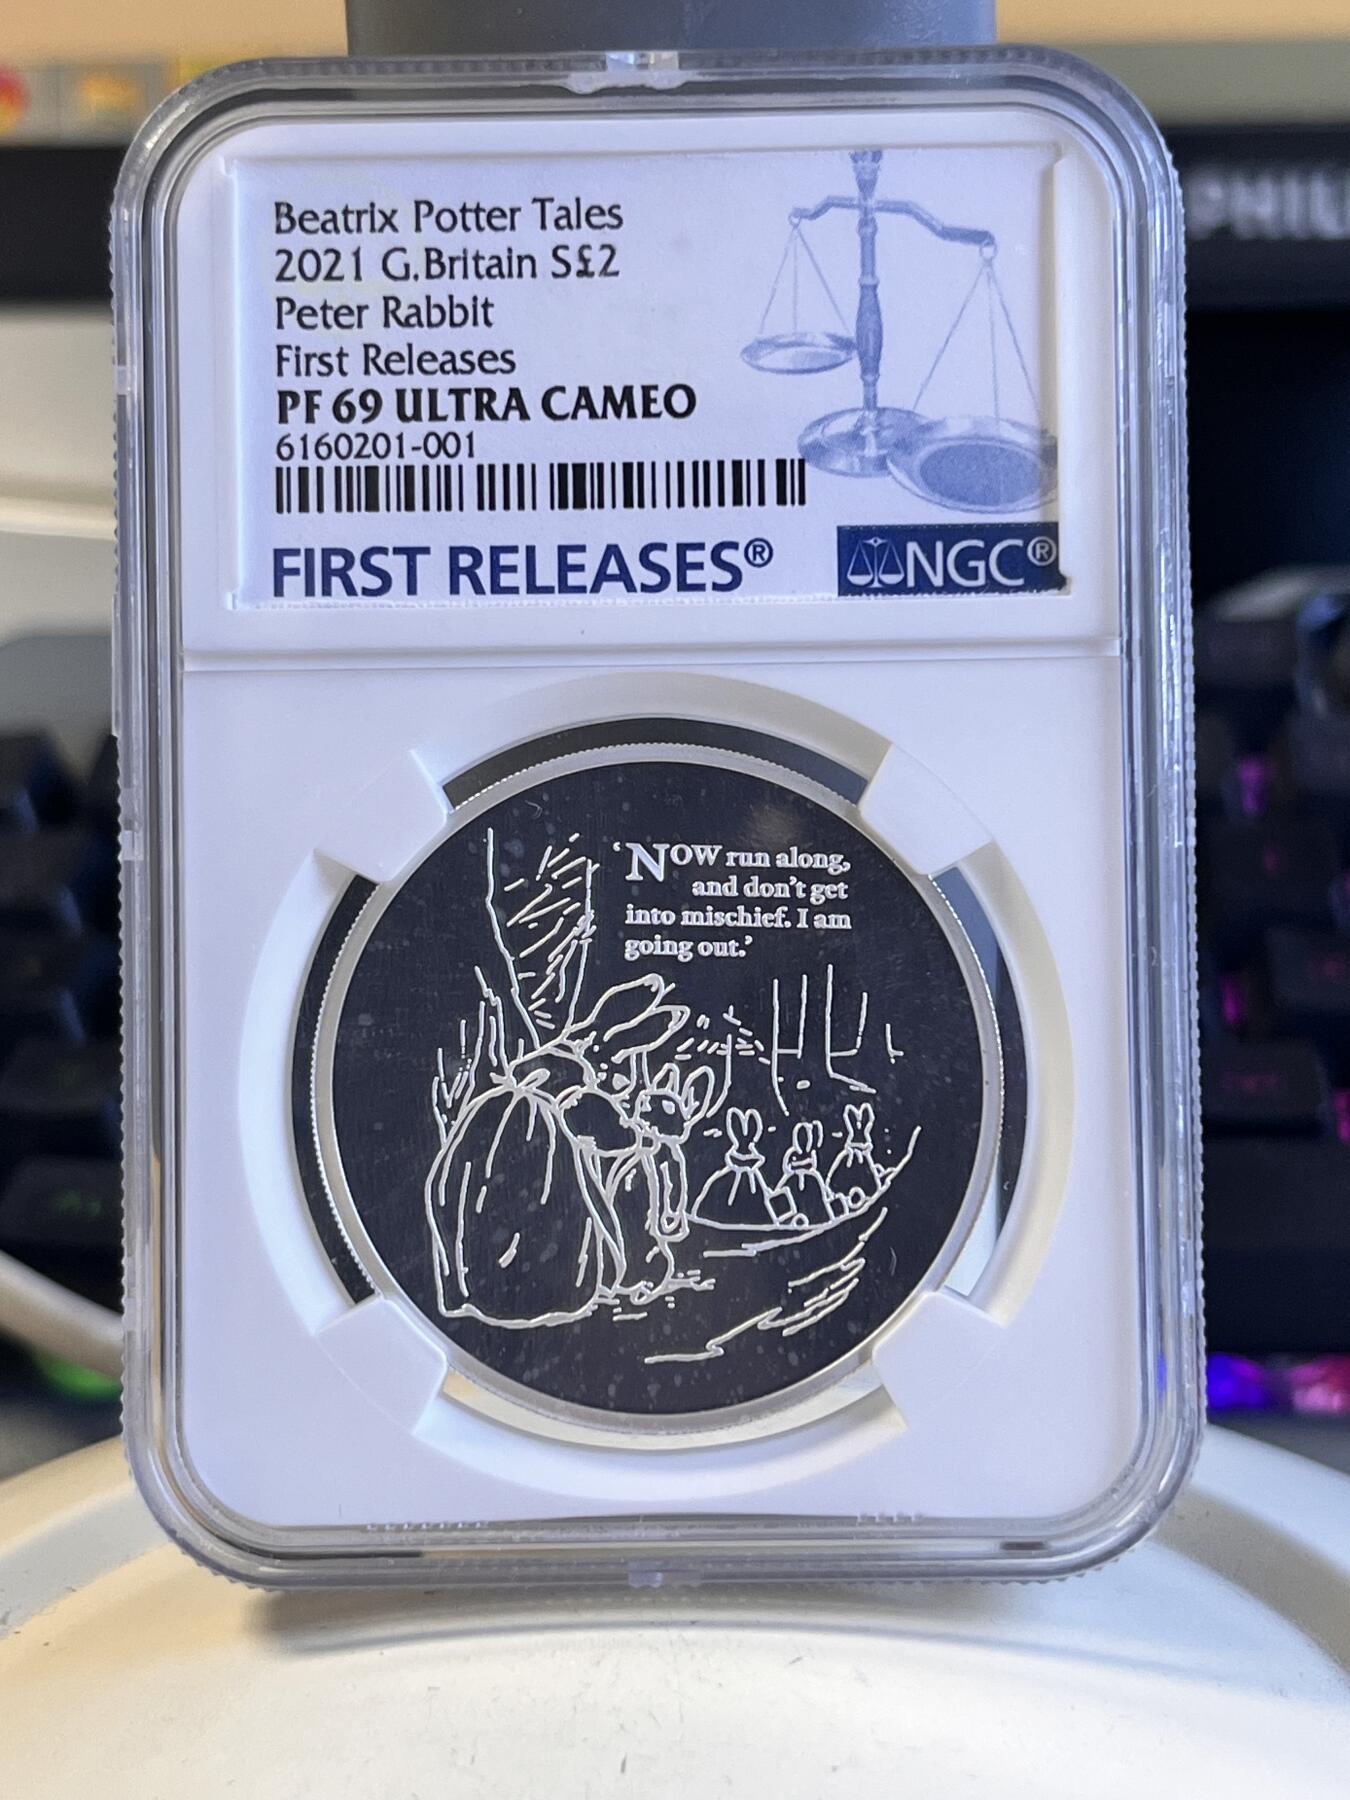 Beatrix Potter Tales
2021 G.Britain S£2
Peter Rabbit
First Releases
PF 69 ULTRA CAMEO
6160201-001
FIRST RELEASES®
NGC®
‘NOW run along,
and don’t get
into mischief. I am
going out.’
PHIL